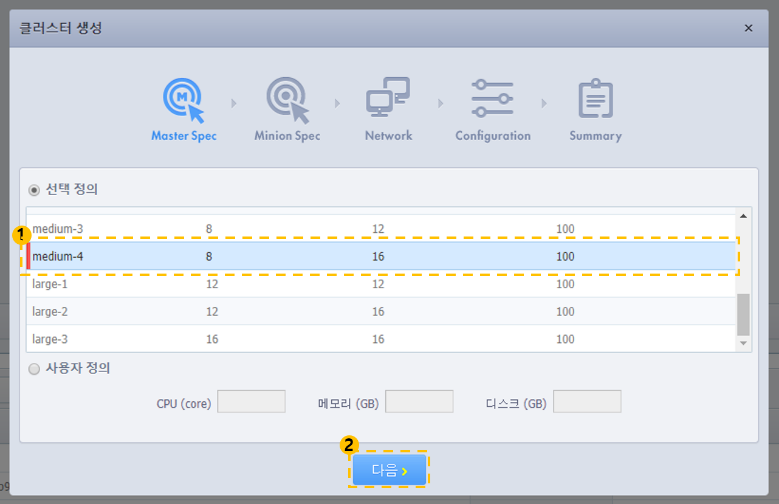 클러스터 생성 ×
M
Master Spec Minion Spec Network Configuration Summary
선택 정의
medium-3 8 12 100
1
medium-4 8 16 100
large-1 12 12 100
large-2 12 16 100
large-3 16 16 100
사용자 정의
CPU (core) 메모리 (GB) 디스크 (GB)
2
다음 ›